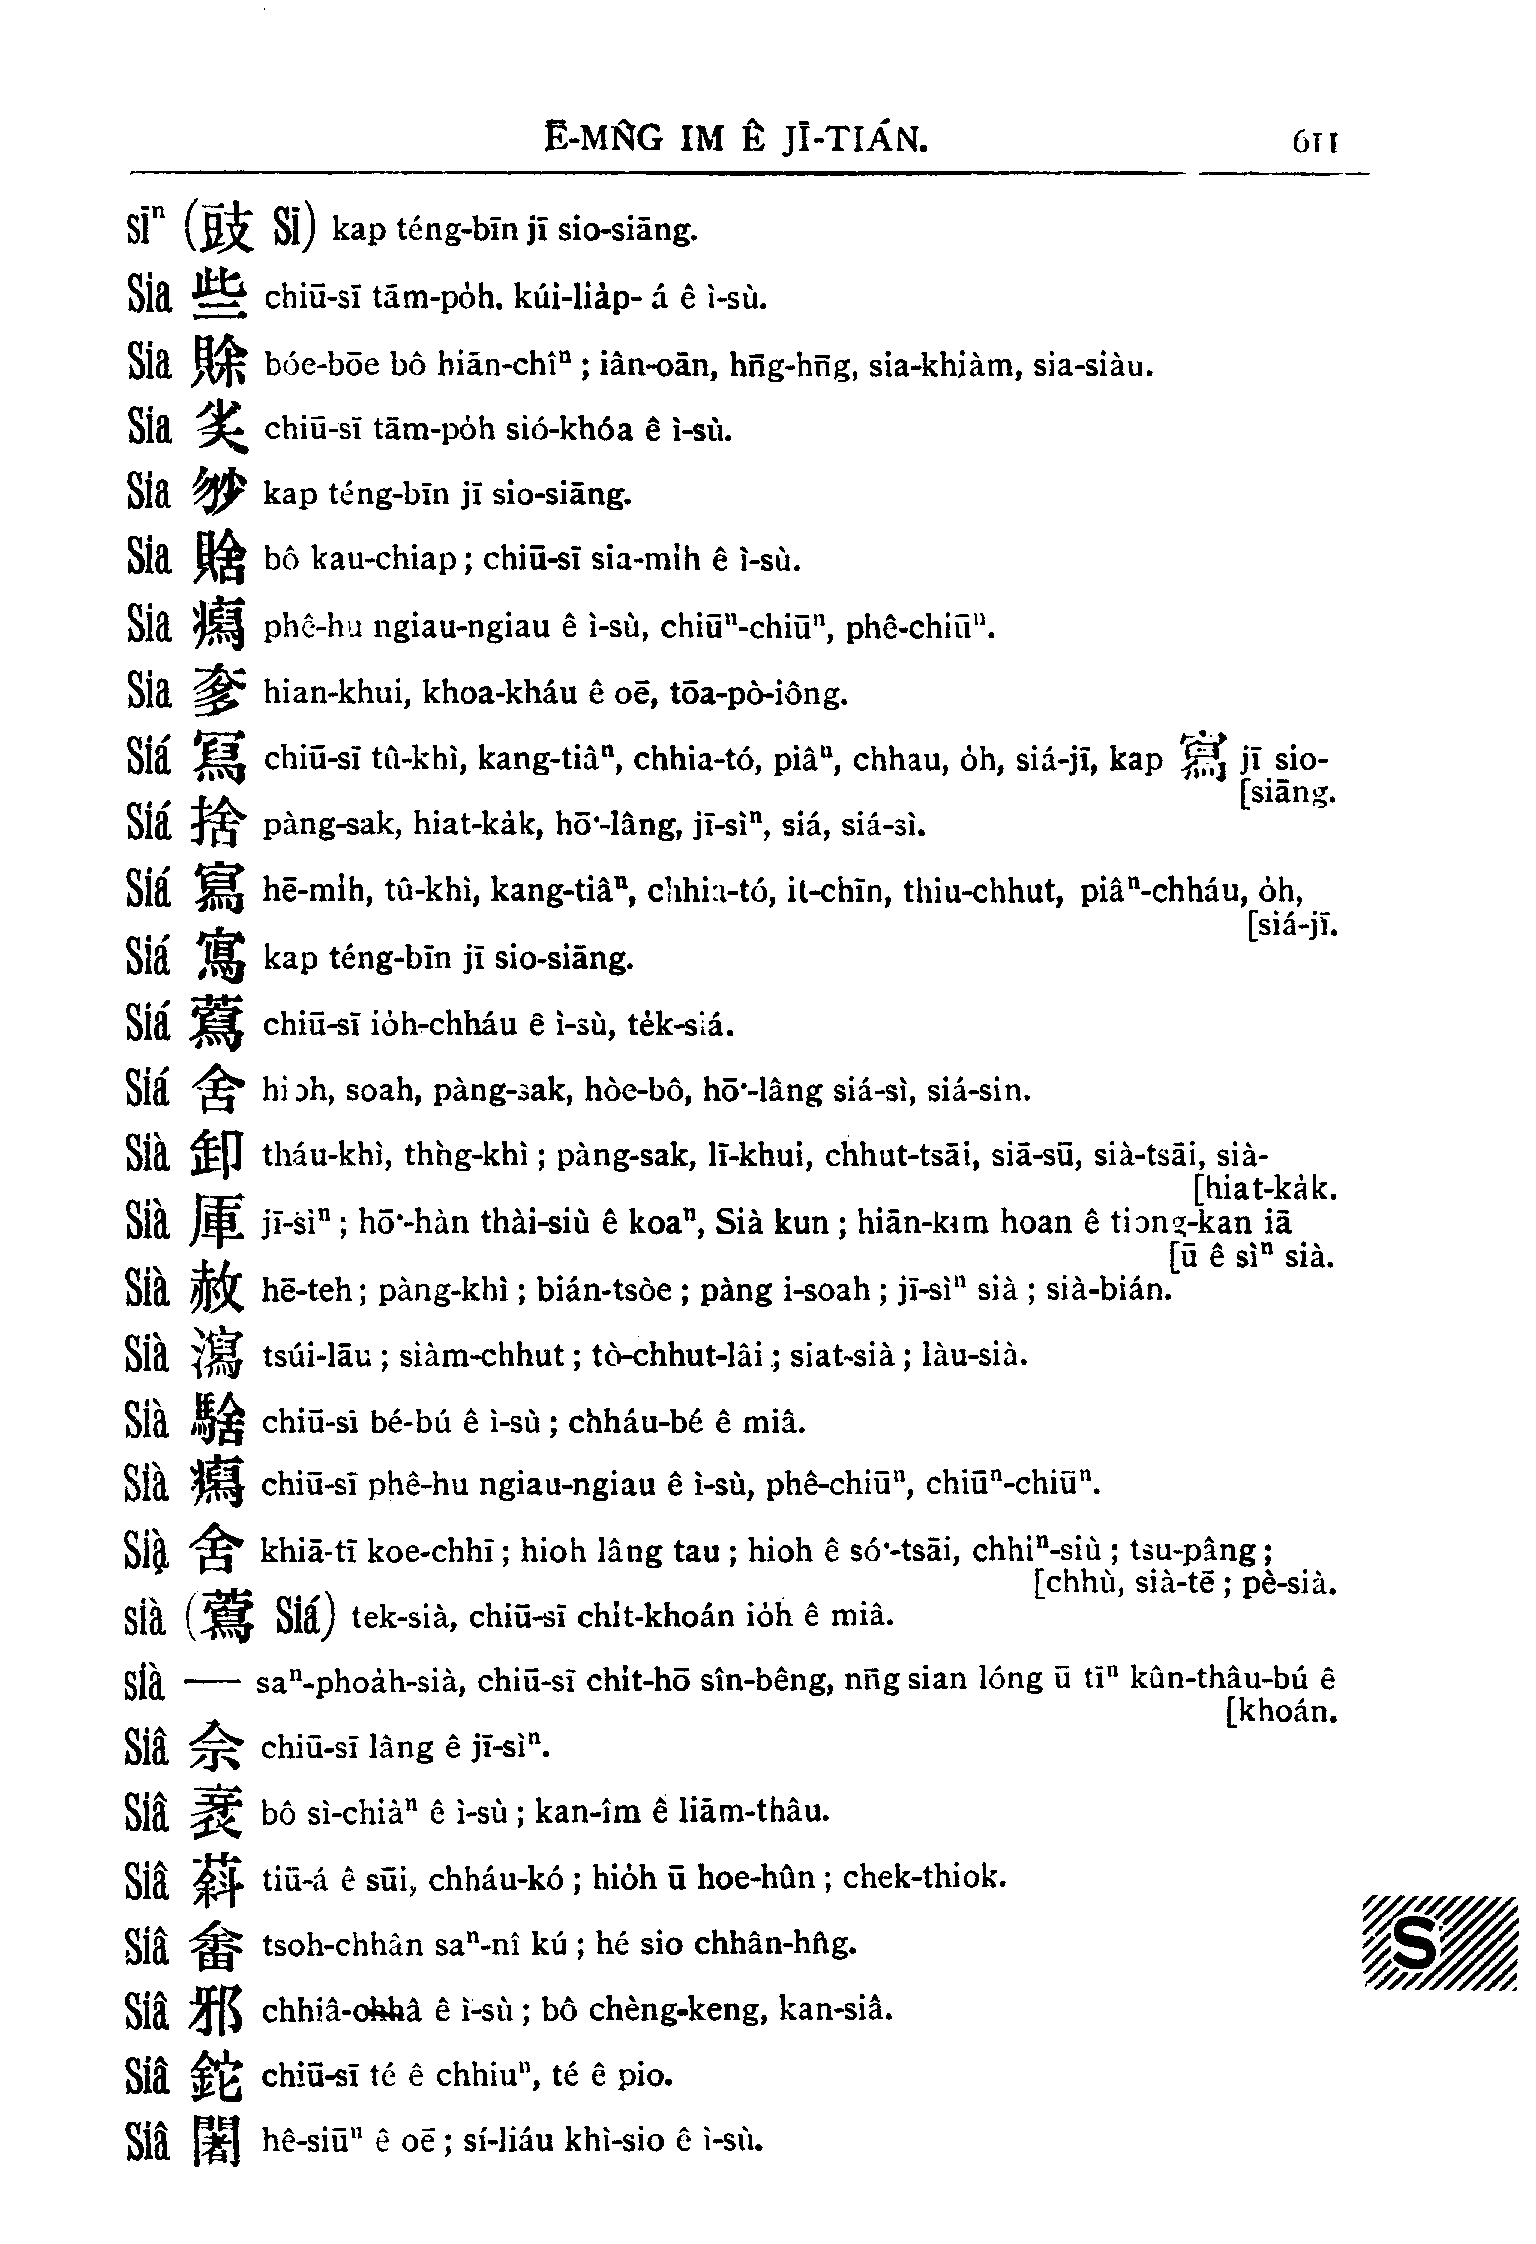 Ē-MN̂G IM Ê JĪ-TIÁN. 611
sīⁿ (豉 Sī) kap téng-bīn jī sio-siāng.
Sia 些 chiū-sī tām-po̍h. kúi-lia̍p- á ê ì-sù.
Sia 賒 bóe-bōe bô hiān-chîⁿ ; iân-oān, hn̄g-hn̄g, sia-khiàm, sia-siàu.
Sia chiū-sī tām-po̍h sió-khóa ê ì-sù.
Sia kap téng-bīn jī sio-siāng.
Sia 賖 bô kau-chiap ; chiū-sī sia-mi̍h ê ì-sù.
Sia 癘 phê-hu ngiau-ngiau ê ì-sù, chiūⁿ-chiūⁿ, phê-chiūⁿ.
Sia 奓 hian-khui, khoa-kháu ê oē, tōa-pò-iông.
Siá 冩 chiū-sī tû-khì, kang-tiâⁿ, chhia-tó, piâⁿ, chhau, o̍h, siá-jī, kap 寫 jī sio-
[siāng.
Siá 捨 pàng-sak, hiat-ka̍k, hō͘-lâng, jī-sìⁿ, siá, siá-sì.
Siá 寫 hē-mi̍h, tû-khì, kang-tiâⁿ, chhia-tó, it-chīn, thiu-chhut, piâⁿ-chháu, o̍h,
[siá-jī.
Siá 寫 kap téng-bīn jī sio-siāng.
Siá 蕮 chiū-sī io̍h-chháu ê ì-sù, te̍k-siá.
Siá 舍 hioh, soah, pàng-sak, hòe-bô, hō͘-lâng siá-sì, siá-sin.
Sià 卸 tháu-khì, thǹg-khì ; pàng-sak, lī-khui, chhut-tsāi, siā-sū, sià-tsāi, sià-
[hiat-ka̍k.
Sià 厙 jī-sìⁿ ; hō͘-hàn thài-siù ê koaⁿ, Sià kun ; hiān-kim hoan ê tiong-kan iā
[ū ê sìⁿ sià.
Sià 赦 hē-teh ; pàng-khì ; bián-tsòe ; pàng i-soah ; jī-sìⁿ sià ; sià-bián.
Sià 瀉 tsúi-lāu ; siàm-chhut ; tò-chhut-lâi ; siat-sià ; làu-sià.
Sià 騇 chiū-sī bé-bú ê ì-sù ; chháu-bé ê miâ.
Sià chiū-sī phê-hu ngiau-ngiau ê ì-sù, phê-chiūⁿ, chiūⁿ-chiūⁿ.
Sià 舍 khiā-tī koe-chhī ; hioh lâng tau ; hioh ê só͘-tsāi, chhiⁿ-siù ; tsu-pâng ;
[chhù, sià-tē ; pè-sià.
sià (蕮 Siá) tek-sià, chiū-sī chi̍t-khoán io̍h ê miâ.
sià — saⁿ-phoa̍h-sià, chiū-sī chi̍t-hō sîn-bêng, nn̄g sian lóng ū tīⁿ kûn-thâu-bú ê
[khoán.
Siâ 佘 chiū-sī lâng ê jī-sìⁿ.
Siâ 衺 bô sì-chiàⁿ ê ì-sù ; kan-îm ê liām-thâu.
Siâ 蒣 tiū-á ê sūi, chháu-kó ; hio̍h ū hoe-hûn ; chek-thiok.
Siâ 畬 tsoh-chhân saⁿ-nî kú ; hé sio chhân-hn̂g.
Siâ 邪 chhiâ-chhâ ê ì-sù ; bô chèng-keng, kan-siâ.
Siâ 鉈 chiū-sī té ê chhiuⁿ, té ê pio.
Siâ 闍 hê-siūⁿ ê oē ; sí-liáu khì-sio ê ì-sù.
S